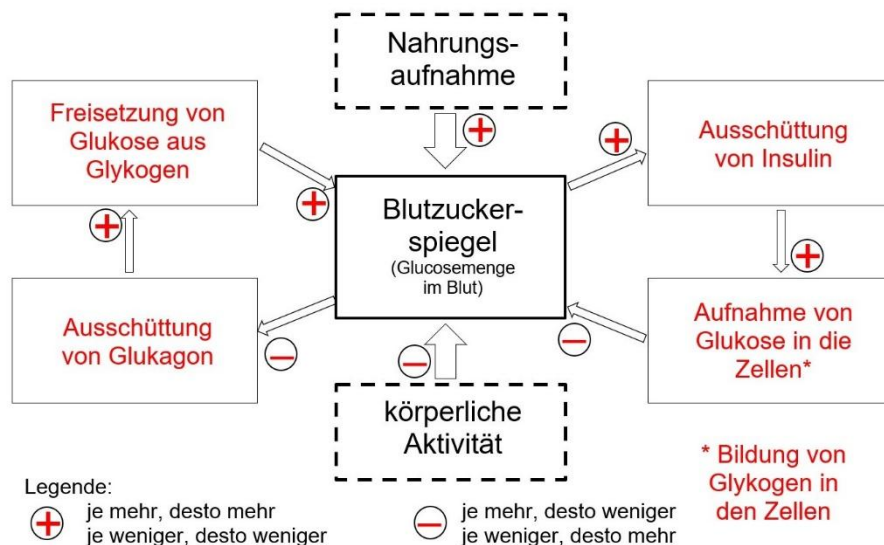 Nahrungs-
aufnahme
+
Freisetzung von
Glukose aus
Glykogen
+
+
Ausschüttung
von Insulin
+
Blutzucker-
spiegel
(Glucosemenge
im Blut)
+
+
Ausschüttung
von Glukagon
−
Aufnahme von
Glukose in die
Zellen*
−
−
körperliche
Aktivität
* Bildung von
Glykogen in
den Zellen
Legende:
+ je mehr, desto mehr
je weniger, desto weniger
− je mehr, desto weniger
je weniger, desto mehr